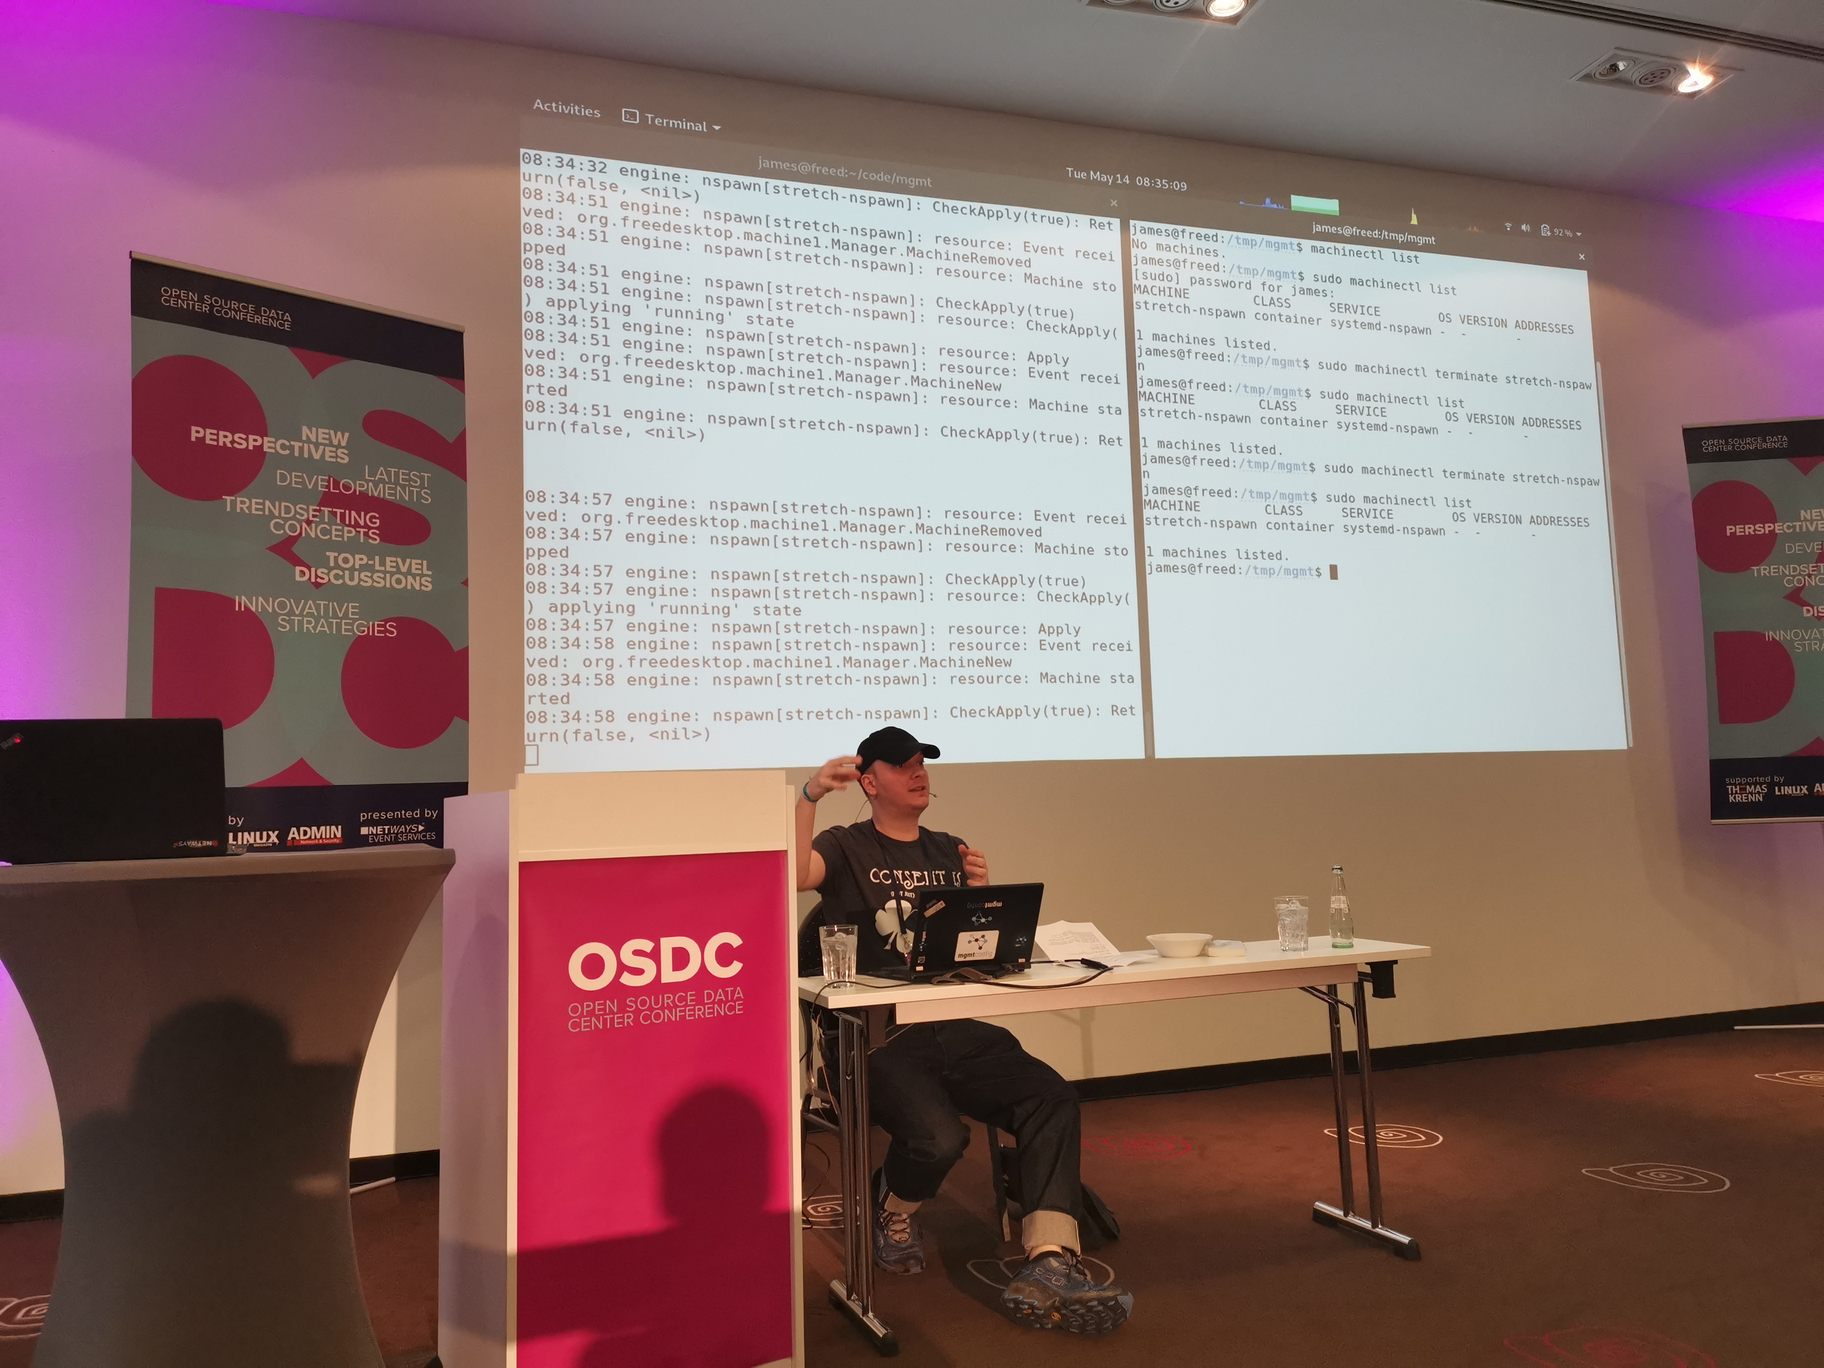 Activities
Terminal
Tue May 14 08:35:09
92%
james@freed:~/code/mgmt
08:34:32 engine: nspawn[stretch-nspawn]: CheckApply(true): Ret
urn(false, <nil>)
08:34:51 engine: nspawn[stretch-nspawn]: resource: Event recei
ved: org.freedesktop.machine1.Manager.MachineRemoved
08:34:51 engine: nspawn[stretch-nspawn]: resource: Machine sto
pped
08:34:51 engine: nspawn[stretch-nspawn]: CheckApply(true)
08:34:51 engine: nspawn[stretch-nspawn]: resource: CheckApply(
) applying 'running' state
08:34:51 engine: nspawn[stretch-nspawn]: resource: Apply
08:34:51 engine: nspawn[stretch-nspawn]: resource: Event recei
ved: org.freedesktop.machine1.Manager.MachineNew
08:34:51 engine: nspawn[stretch-nspawn]: resource: Machine sta
rted
08:34:51 engine: nspawn[stretch-nspawn]: CheckApply(true): Ret
urn(false, <nil>)
08:34:57 engine: nspawn[stretch-nspawn]: resource: Event recei
ved: org.freedesktop.machine1.Manager.MachineRemoved
08:34:57 engine: nspawn[stretch-nspawn]: resource: Machine sto
pped
08:34:57 engine: nspawn[stretch-nspawn]: CheckApply(true)
08:34:57 engine: nspawn[stretch-nspawn]: resource: CheckApply(
) applying 'running' state
08:34:57 engine: nspawn[stretch-nspawn]: resource: Apply
08:34:58 engine: nspawn[stretch-nspawn]: resource: Event recei
ved: org.freedesktop.machine1.Manager.MachineNew
08:34:58 engine: nspawn[stretch-nspawn]: resource: Machine sta
rted
08:34:58 engine: nspawn[stretch-nspawn]: CheckApply(true): Ret
urn(false, <nil>)
james@freed:/tmp/mgmt
james@freed:/tmp/mgmt$ machinectl list
No machines.
james@freed:/tmp/mgmt$ sudo machinectl list
[sudo] password for james:
MACHINE CLASS SERVICE OS VERSION ADDRESSES
stretch-nspawn container systemd-nspawn - - -
1 machines listed.
james@freed:/tmp/mgmt$ sudo machinectl terminate stretch-nspaw
n
james@freed:/tmp/mgmt$ sudo machinectl list
MACHINE CLASS SERVICE OS VERSION ADDRESSES
stretch-nspawn container systemd-nspawn - - -
1 machines listed.
james@freed:/tmp/mgmt$ sudo machinectl terminate stretch-nspaw
n
james@freed:/tmp/mgmt$ sudo machinectl list
MACHINE CLASS SERVICE OS VERSION ADDRESSES
stretch-nspawn container systemd-nspawn - - -
1 machines listed.
james@freed:/tmp/mgmt$
OPEN SOURCE DATA
CENTER CONFERENCE
NEW
PERSPECTIVES
LATEST
DEVELOPMENTS
TRENDSETTING
CONCEPTS
TOP-LEVEL
DISCUSSIONS
INNOVATIVE
STRATEGIES
by
LINUX
ADMIN
Network & Security
presented by
NETWAYS
EVENT SERVICES
NETWAYS
OSDC
OPEN SOURCE DATA
CENTER CONFERENCE
CONSENT IS
mgmtconfig
mgmtconfig
OPEN SOURCE DATA
CENTER CONFERENCE
NEW
PERSPECTIVES
TRENDSETTING
supported by
THOMAS
KRENN
LINUX